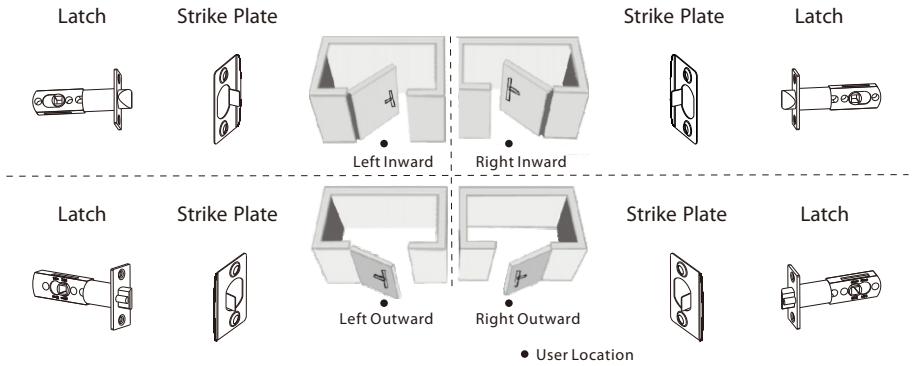 Latch Strike Plate Strike Plate Latch
Left Inward Right Inward
Latch Strike Plate Strike Plate Latch
Left Outward Right Outward
User Location